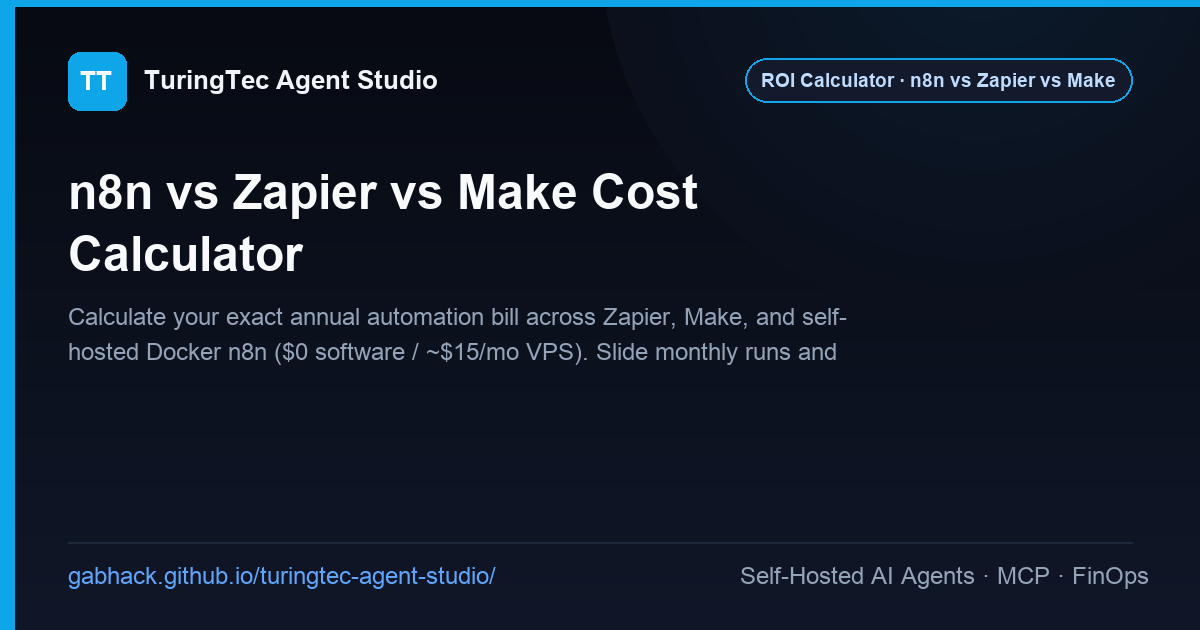 TT
TuringTec Agent Studio
ROI Calculator · n8n vs Zapier vs Make
n8n vs Zapier vs Make Cost
Calculator
Calculate your exact annual automation bill across Zapier, Make, and self-
hosted Docker n8n ($0 software / ~$15/mo VPS). Slide monthly runs and
gabhack.github.io/turingtec-agent-studio/
Self-Hosted AI Agents · MCP · FinOps